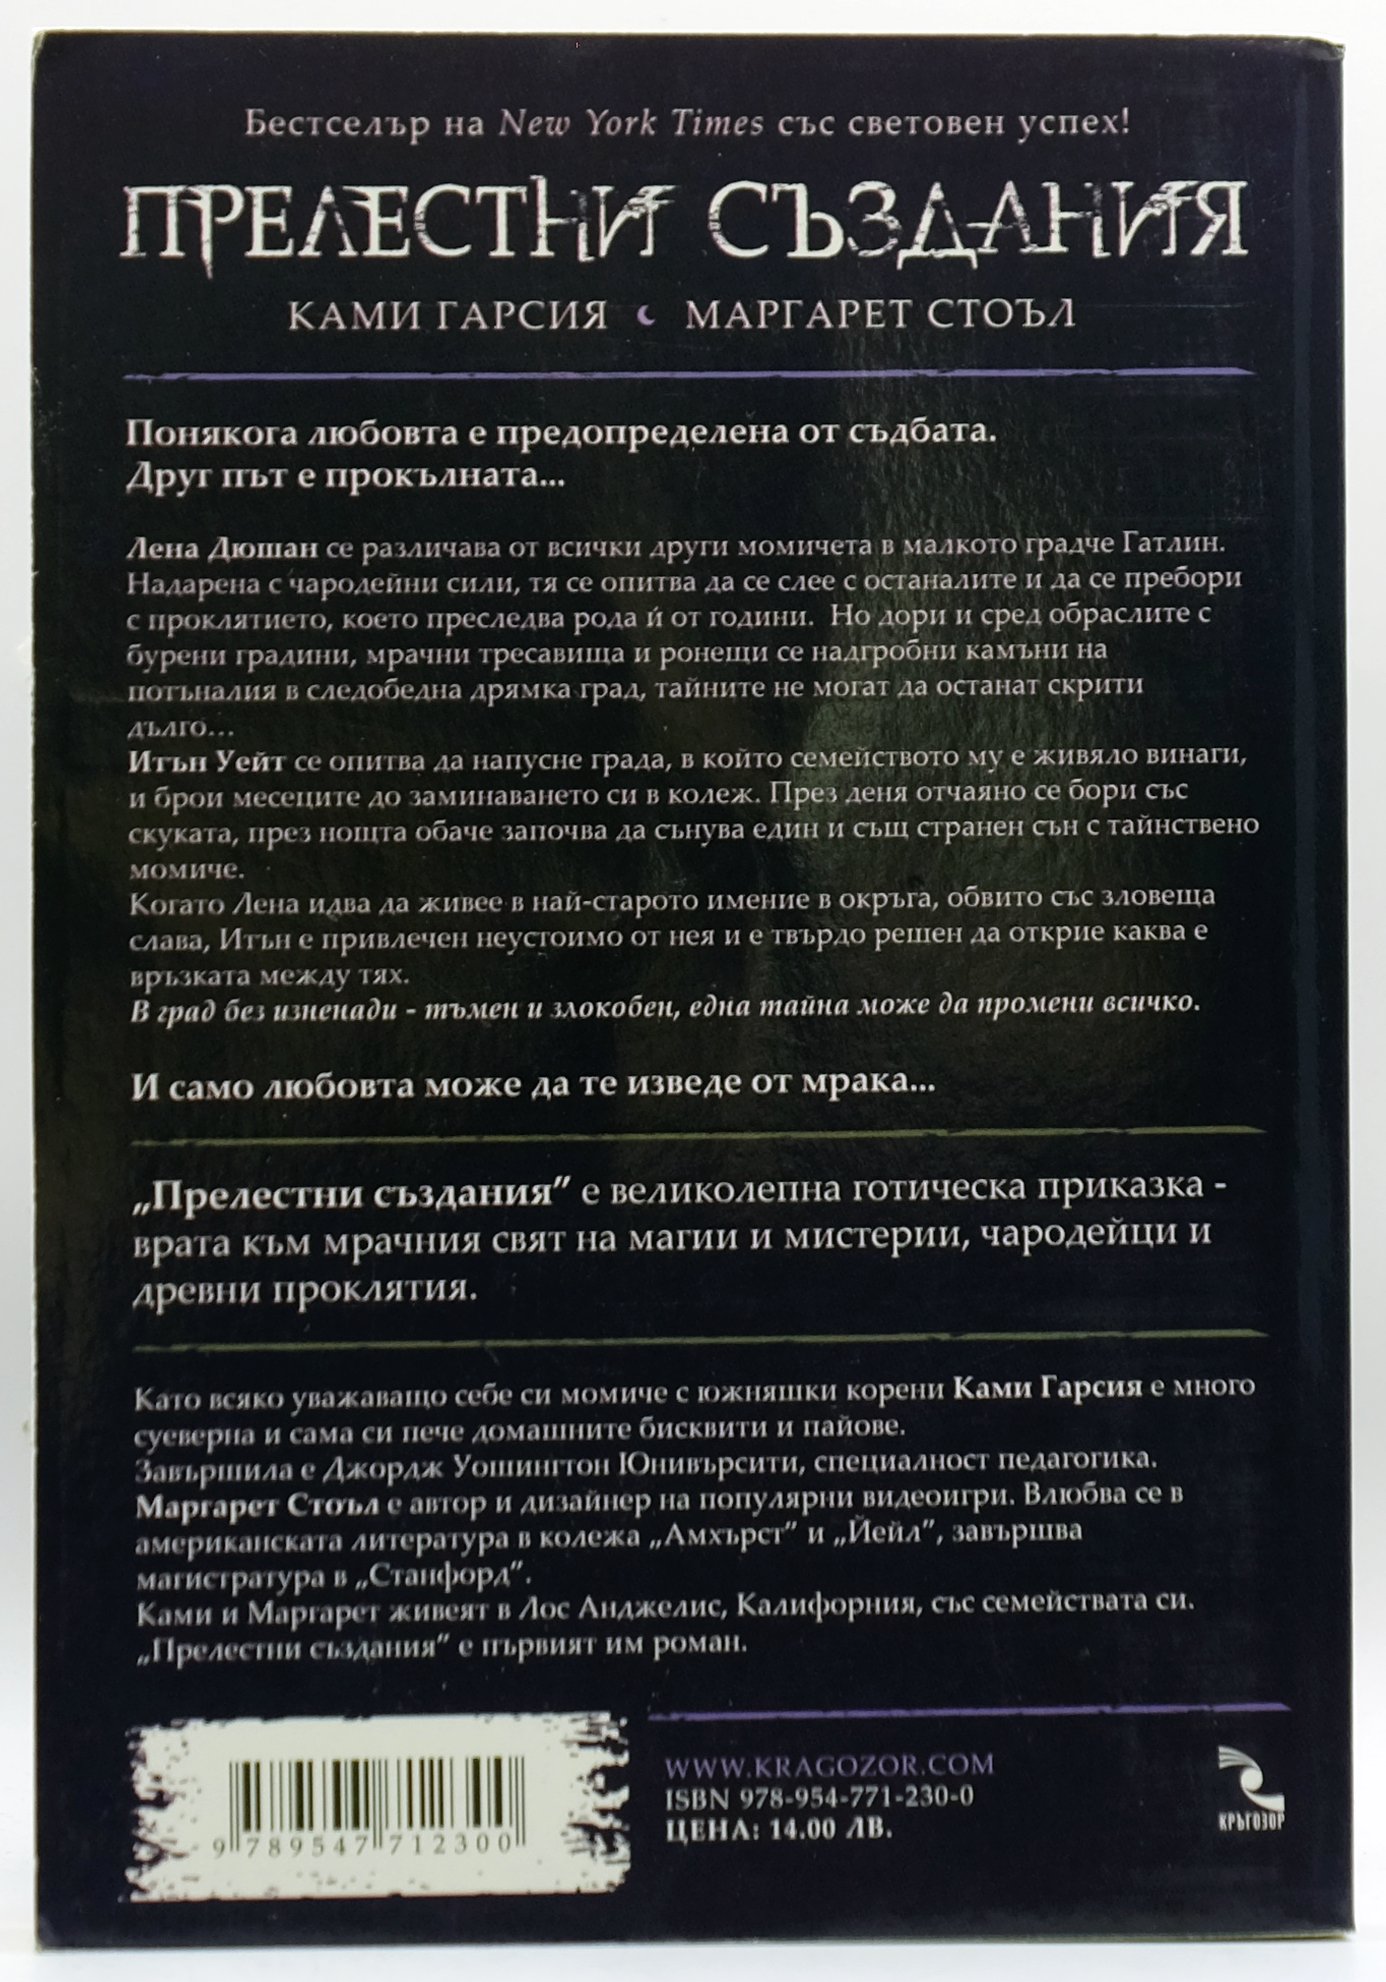 Бестселър на New York Times със световен успех!
ПРЕЛЕСТНИ СЪЗДАНИЯ
КАМИ ГАРСИЯ МАРГАРЕТ СТОЪЛ
Понякога любовта е предопределена от съдбата.
Друг път е прокълната...
Лена Дюшан се различава от всички други момичета в малкото градче Гатлин.
Надарена с чародейни сили, тя се опитва да се слее с останалите и да се пребори
с проклятието, което преследва рода ѝ от години. Но дори и сред обраслите с
бурени градини, мрачни тресавища и ронещи се надгробни камъни на
потъналия в следобедна дрямка град, тайните не могат да останат скрити
дълго...
Итън Уейт се опитва да напусне града, в който семейството му е живяло винаги,
и брои месеците до заминаването си в колеж. През деня отчаяно се бори със
скуката, през нощта обаче започва да сънува един и същ странен сън с тайнствено
момиче.
Когато Лена идва да живее в най-старото имение в окръга, обвито със зловеща
слава, Итън е привлечен неустоимо от нея и е твърдо решен да открие каква е
връзката между тях.
В град без изненади - тъмен и злокобен, една тайна може да промени всичко.
И само любовта може да те изведе от мрака...
„Прелестни създания” е великолепна готическа приказка -
врата към мрачния свят на магии и мистерии, чародейци и
древни проклятия.
Като всяко уважаващо себе си момиче с южняшки корени Ками Гарсия е много
суеверна и сама си пече домашните бисквити и пайове.
Завършила е Джордж Уошингтон Юнивърсити, специалност педагогика.
Маргарет Стоъл е автор и дизайнер на популярни видеоигри. Влюбва се в
американската литература в колежа „Амхърст” и „Йейл”, завършва
магистратура в „Станфорд”.
Ками и Маргарет живеят в Лос Анджелис, Калифорния, със семействата си.
„Прелестни създания” е първият им роман.
WWW.KRAGOZOR.COM
ISBN 978-954-771-230-0
ЦЕНА: 14.00 ЛВ.
КРЪГОЗОР
9 789547 712300